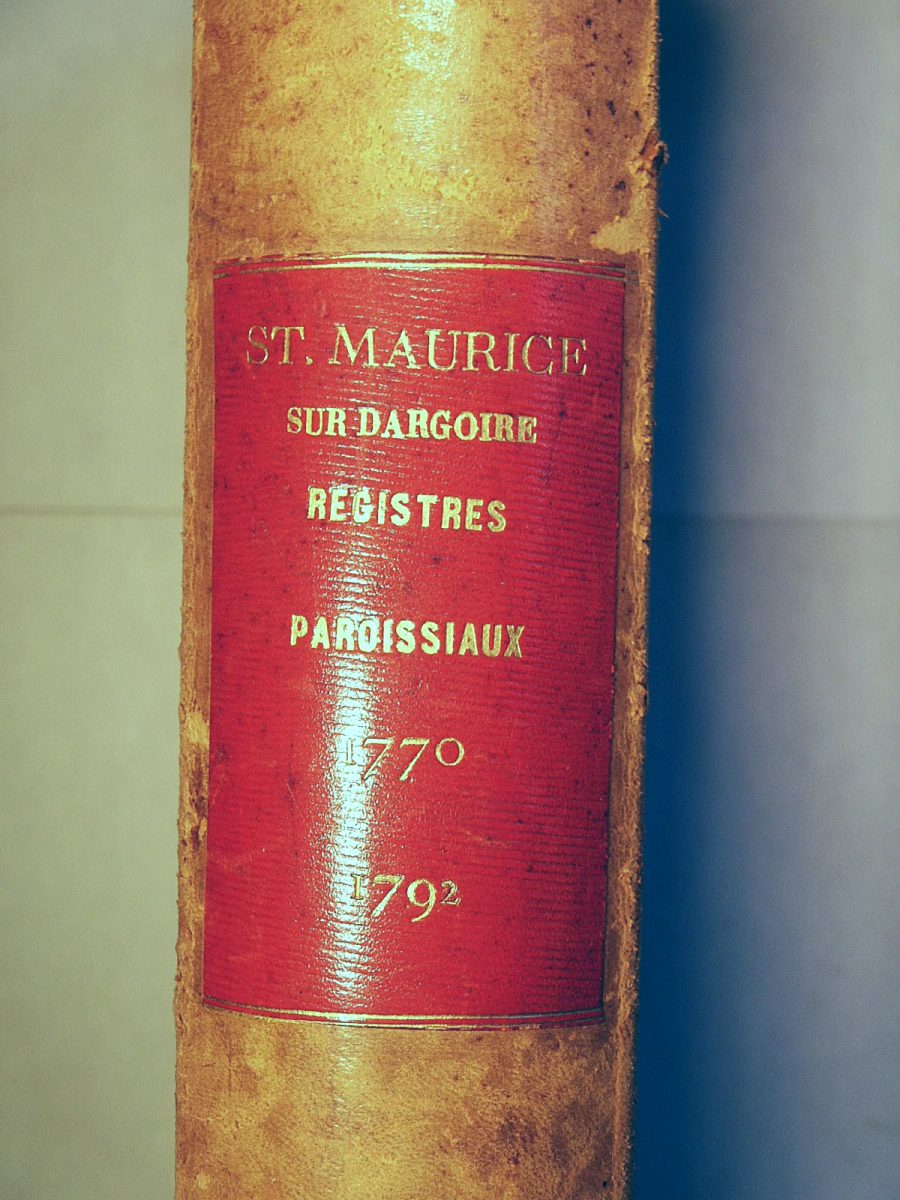 ST. MAURICE
SUR DARGOIRE
REGISTRES
PAROISSIAUX
1770
1792